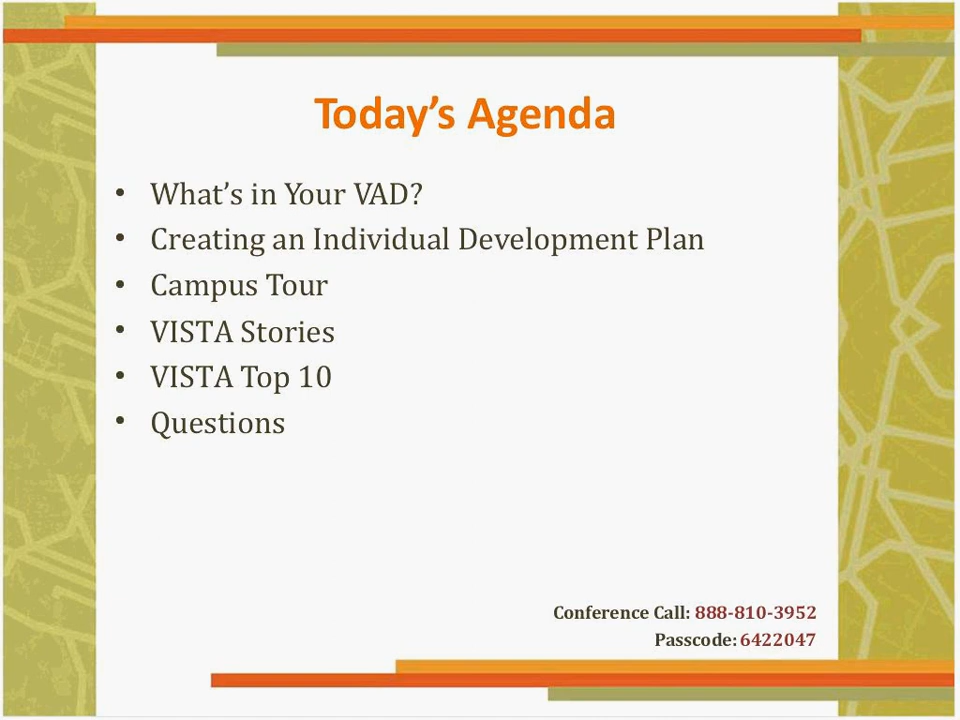 Today’s Agenda
• What’s in Your VAD?
• Creating an Individual Development Plan
• Campus Tour
• VISTA Stories
• VISTA Top 10
• Questions
Conference Call: 888-810-3952
Passcode: 6422047